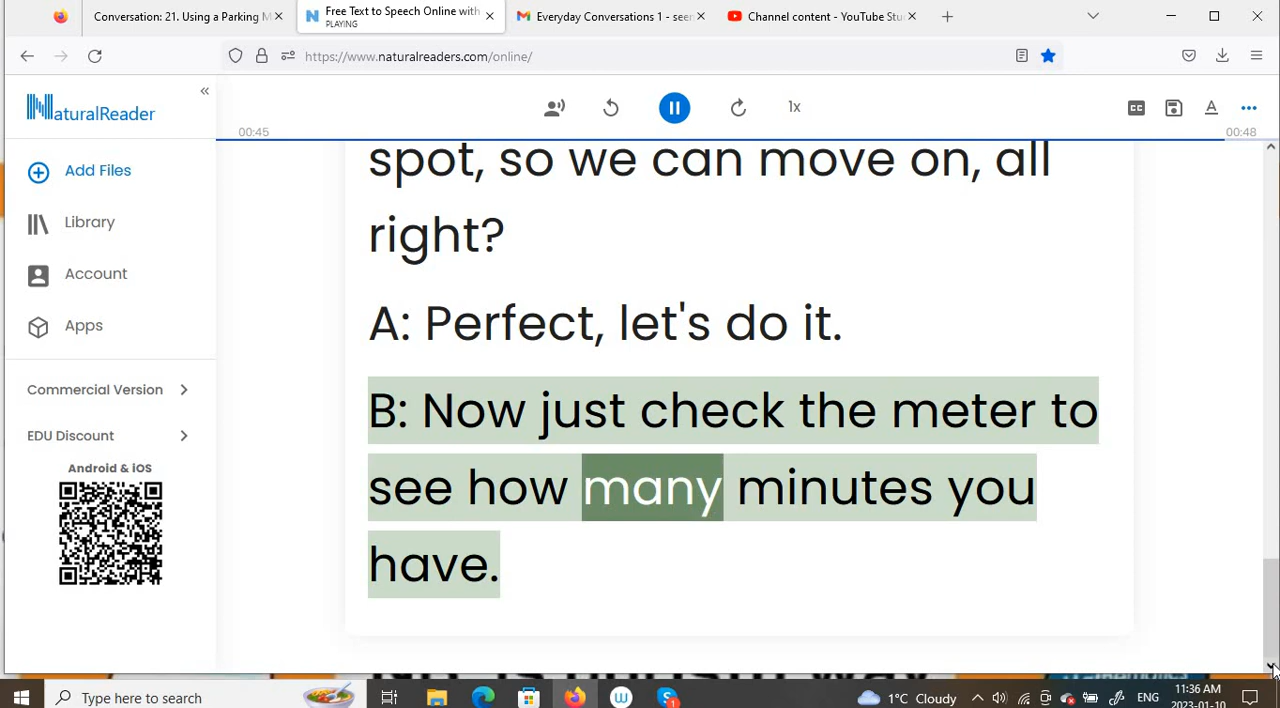 Conversation: 21. Using a Parking M
Free Text to Speech Online with
PLAYING
Everyday Conversations 1 - seen
Channel content - YouTube Stu
https://www.naturalreaders.com/online/
NaturalReader
1x
CC
A
00:45
00:48
Add Files
Library
Account
Apps
Commercial Version
EDU Discount
Android & iOS
spot, so we can move on, all
right?
A: Perfect, let's do it.
B: Now just check the meter to
see how many minutes you
have.
Type here to search
1°C Cloudy
ENG
11:36 AM
2023-01-10